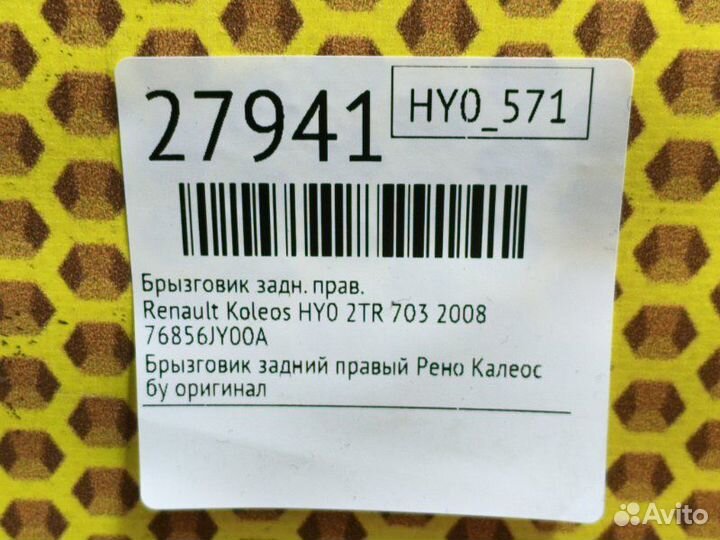 27941
HY0_571
Брызговик задн. прав.
Renault Koleos HY0 2TR 703 2008
76856JY00A
Брызговик задний правый Рено Калеос
бу оригинал
Avito